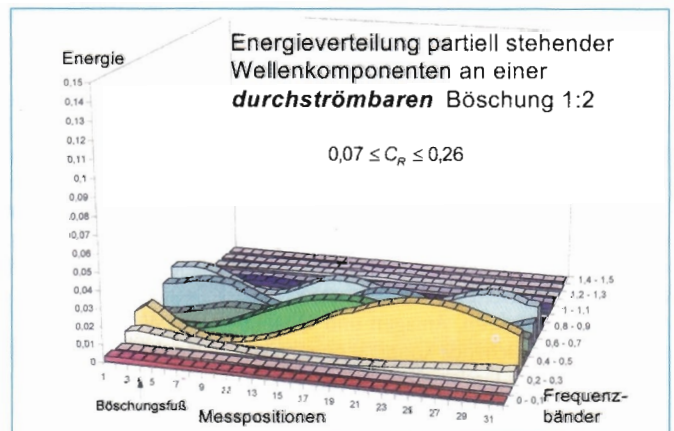 Energie
Energieverteilung partiell stehender
Wellenkomponenten an einer
durchströmbaren Böschung 1:2
0,07 ≤ C_R ≤ 0,26
0,15
0,14
0,13
0,12
0,11
0,1
0,09
0,08
0,07
0,06
0,05
0,04
0,03
0,02
0,01
0
1 3 5 7 9 13 15 17 19 21 23 25 27 29 31
1,4 - 1,5
1,2 - 1,3
1 - 1,1
0,8 - 0,9
0,6 - 0,7
0,4 - 0,5
0,2 - 0,3
0 - 0,1
Böschungsfuß
Messpositionen
Frequenz-
bänder